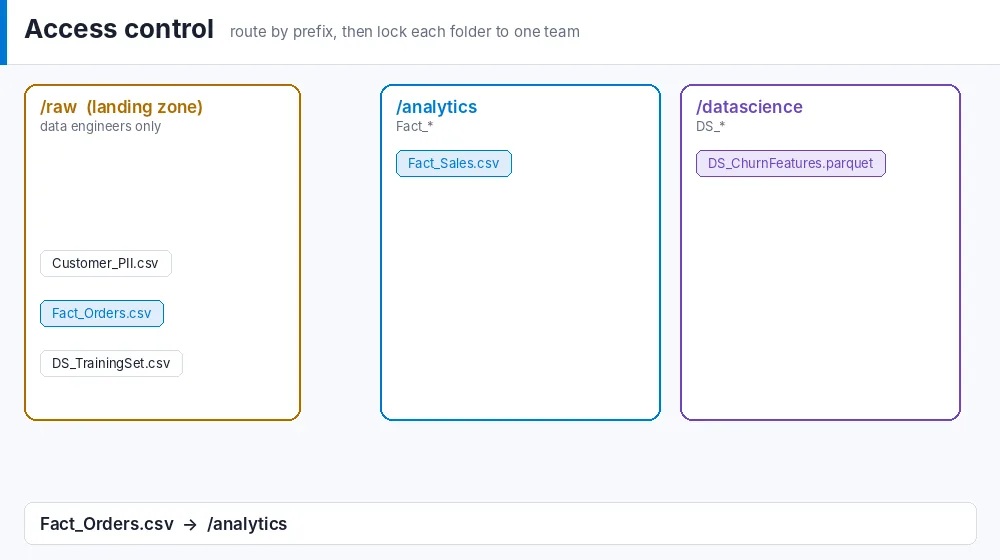 Access control route by prefix, then lock each folder to one team
/raw (landing zone)
data engineers only
Customer_PII.csv
Fact_Orders.csv
DS_TrainingSet.csv
/analytics
Fact_*
Fact_Sales.csv
/datascience
DS_*
DS_ChurnFeatures.parquet
Fact_Orders.csv → /analytics